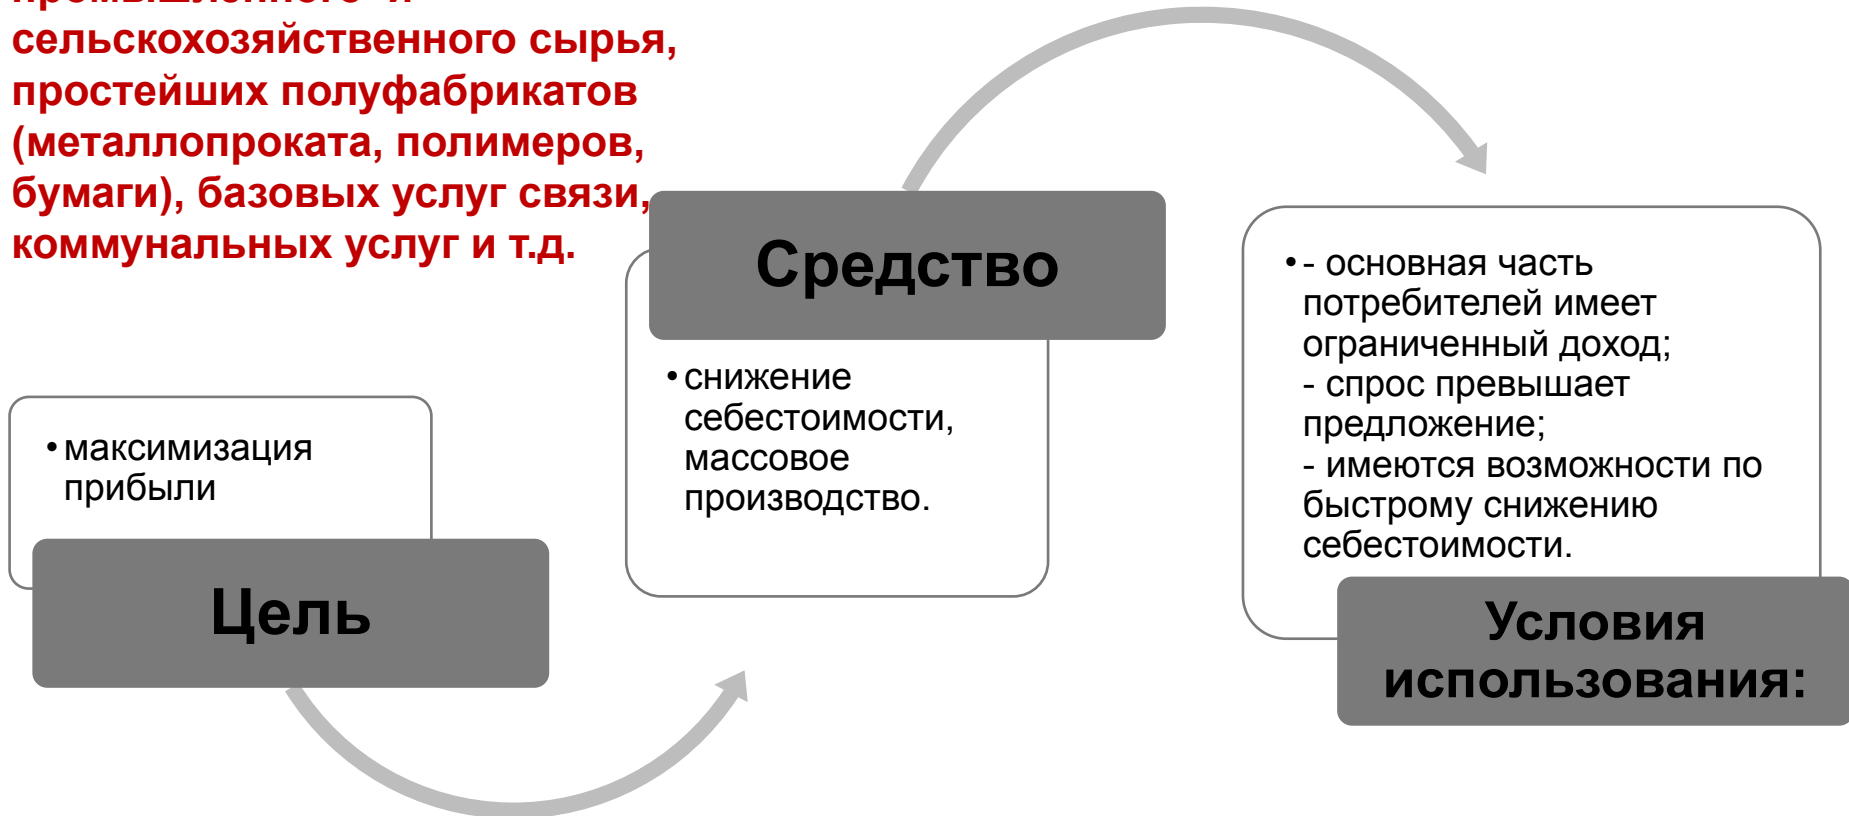 промышленного и
сельскохозяйственного сырья,
простейших полуфабрикатов
(металлопроката, полимеров,
бумаги), базовых услуг связи,
коммунальных услуг и т.д.
• максимизация
прибыли
Цель
Средство
• снижение
себестоимости,
массовое
производство.
• - основная часть
потребителей имеет
ограниченный доход;
- спрос превышает
предложение;
- имеются возможности по
быстрому снижению
себестоимости.
Условия
использования: